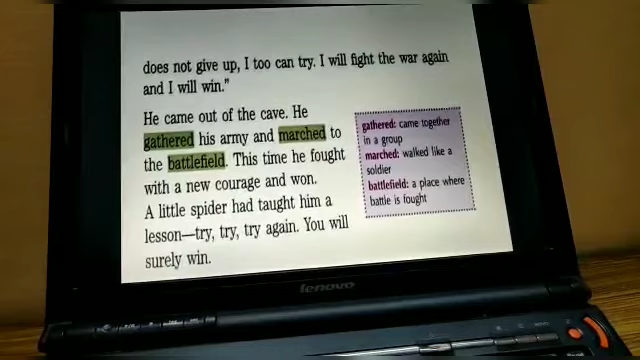 does not give up, I too can try. I will fight the war again
and I will win."
He came out of the cave. He
gathered his army and marched to
the battlefield. This time he fought
with a new courage and won.
A little spider had taught him a
lesson—try, try, try again. You will
surely win.
gathered: came together
in a group
marched: walked like a
soldier
battlefield: a place where
battle is fought
lenovo